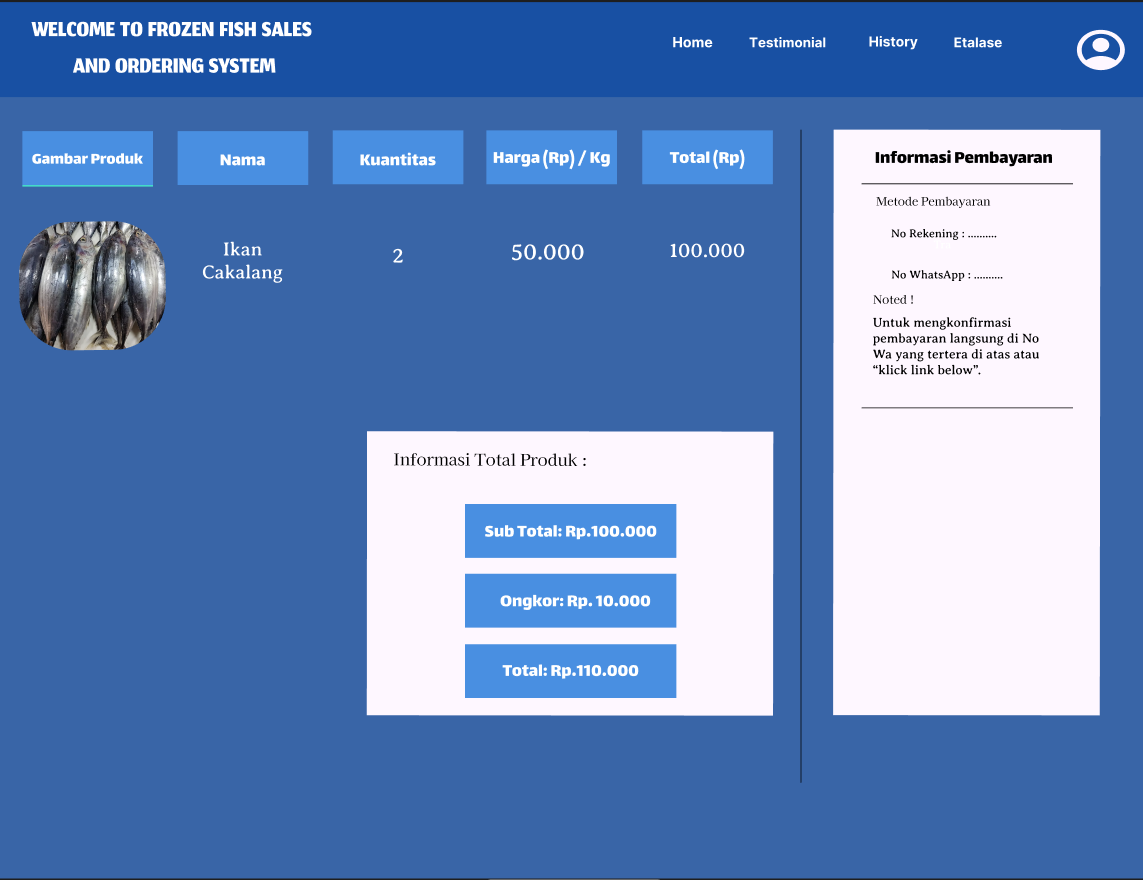 WELCOME TO FROZEN FISH SALES
AND ORDERING SYSTEM
Home
Testimonial
History
Etalase
Gambar Produk
Nama
Kuantitas
Harga (Rp) / Kg
Total (Rp)
Ikan
Cakalang
2
50.000
100.000
Informasi Total Produk :
Sub Total: Rp.100.000
Ongkor: Rp. 10.000
Total: Rp.110.000
Informasi Pembayaran
Metode Pembayaran
No Rekening : ..........
No WhatsApp : ..........
Noted !
Untuk mengkonfirmasi
pembayaran langsung di No
Wa yang tertera di atas atau
“klick link below”.